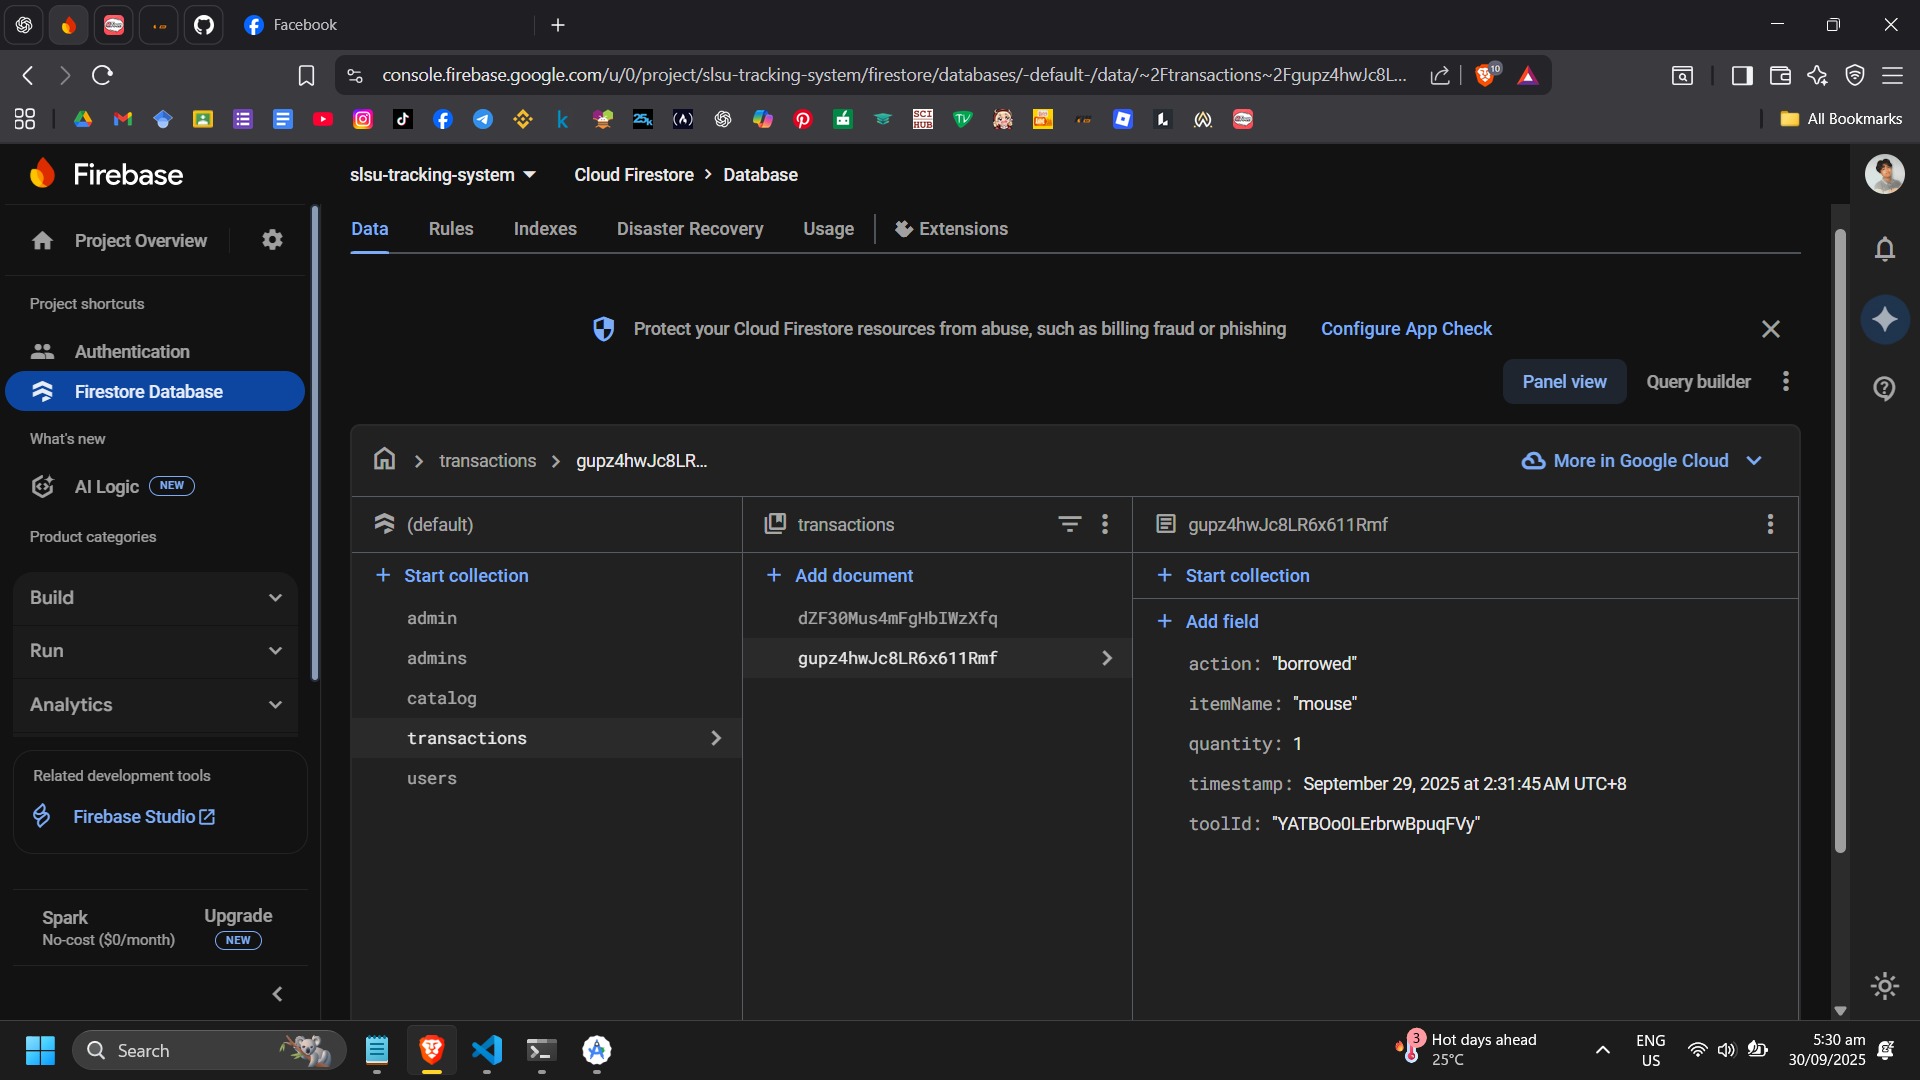 Facebook
console.firebase.google.com/u/0/project/slsu-tracking-system/firestore/databases/-default-/data/~2Ftransactions~2Fgupz4hwJc8L...
10
25k
SCI HUB
TV
All Bookmarks
Firebase
slsu-tracking-system
Cloud Firestore > Database
Project Overview
Data
Rules
Indexes
Disaster Recovery
Usage
Extensions
Project shortcuts
Authentication
Firestore Database
What's new
AI Logic NEW
Product categories
Build
Run
Analytics
Related development tools
Firebase Studio
Spark
No-cost ($0/month)
Upgrade
NEW
Protect your Cloud Firestore resources from abuse, such as billing fraud or phishing
Configure App Check
Panel view
Query builder
transactions
gupz4hwJc8LR...
More in Google Cloud
(default)
Start collection
admin
admins
catalog
transactions
users
transactions
Add document
dZF30Mus4mFgHbIWzXfq
gupz4hwJc8LR6x611Rmf
gupz4hwJc8LR6x611Rmf
Start collection
Add field
action: "borrowed"
itemName: "mouse"
quantity: 1
timestamp: September 29, 2025 at 2:31:45 AM UTC+8
toolId: "YATBOo0LErbrwBpuqFVy"
Search
3
Hot days ahead
25°C
ENG
US
5:30 am
30/09/2025